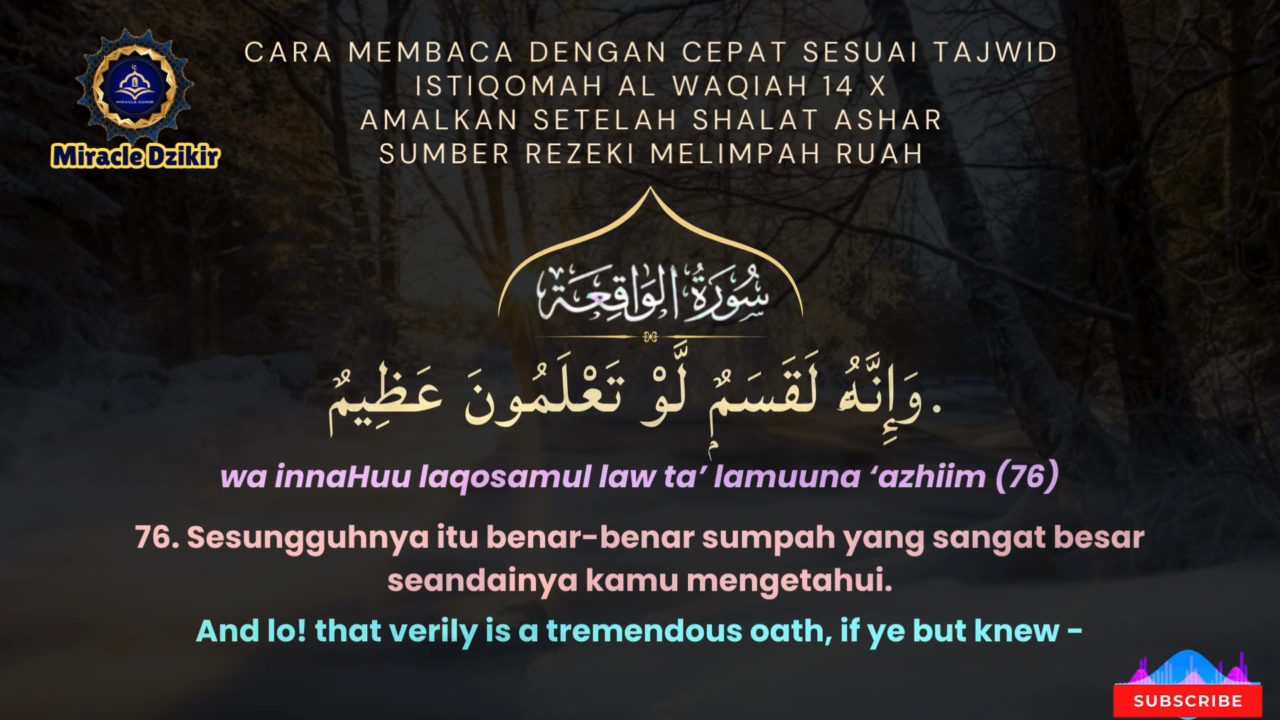 CARA MEMBACA DENGAN CEPAT SESUAI TAJWID
ISTIQOMAH AL WAQIAH 14 X
AMALKAN SETELAH SHALAT ASHAR
SUMBER REZEKI MELIMPAH RUAH
MIRACLE DZIKIR
Miracle Dzikir
سُورَةُ الوَاقِعَة
وَإِنَّهُۥ لَقَسَمٌۭ لَّوْ تَعْلَمُونَ عَظِيمٌ.
wa innaHuu laqosamul law ta’ lamuuna ‘azhiim (76)
76. Sesungguhnya itu benar-benar sumpah yang sangat besar
seandainya kamu mengetahui.
And lo! that verily is a tremendous oath, if ye but knew -
SUBSCRIBE